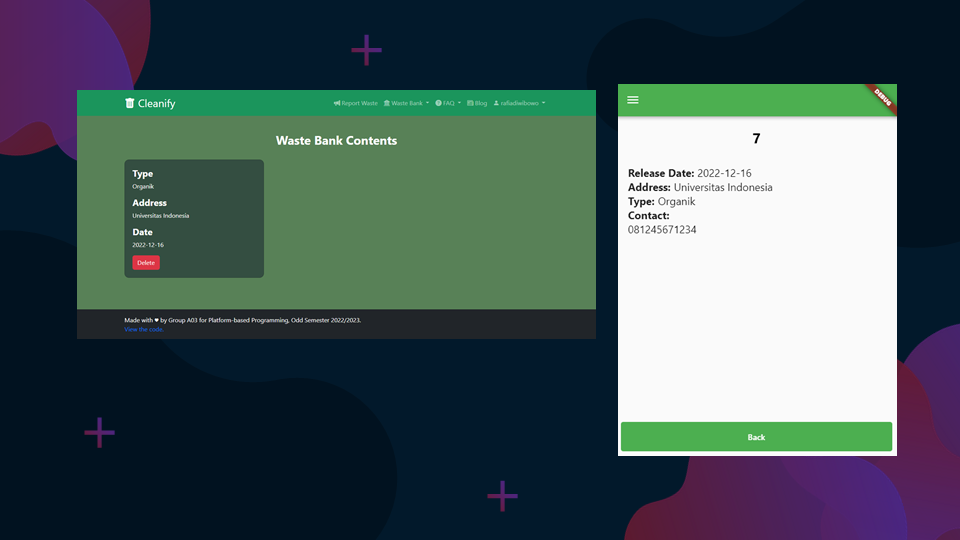 Cleanify
Report Waste Waste Bank FAQ Blog rafiadiwibowo
Waste Bank Contents
Type
Organik
Address
Universitas Indonesia
Date
2022-12-16
Delete
Made with ♥ by Group A03 for Platform-based Programming, Odd Semester 2022/2023.
View the code.
DEBUG
7
Release Date: 2022-12-16
Address: Universitas Indonesia
Type: Organik
Contact:
081245671234
Back